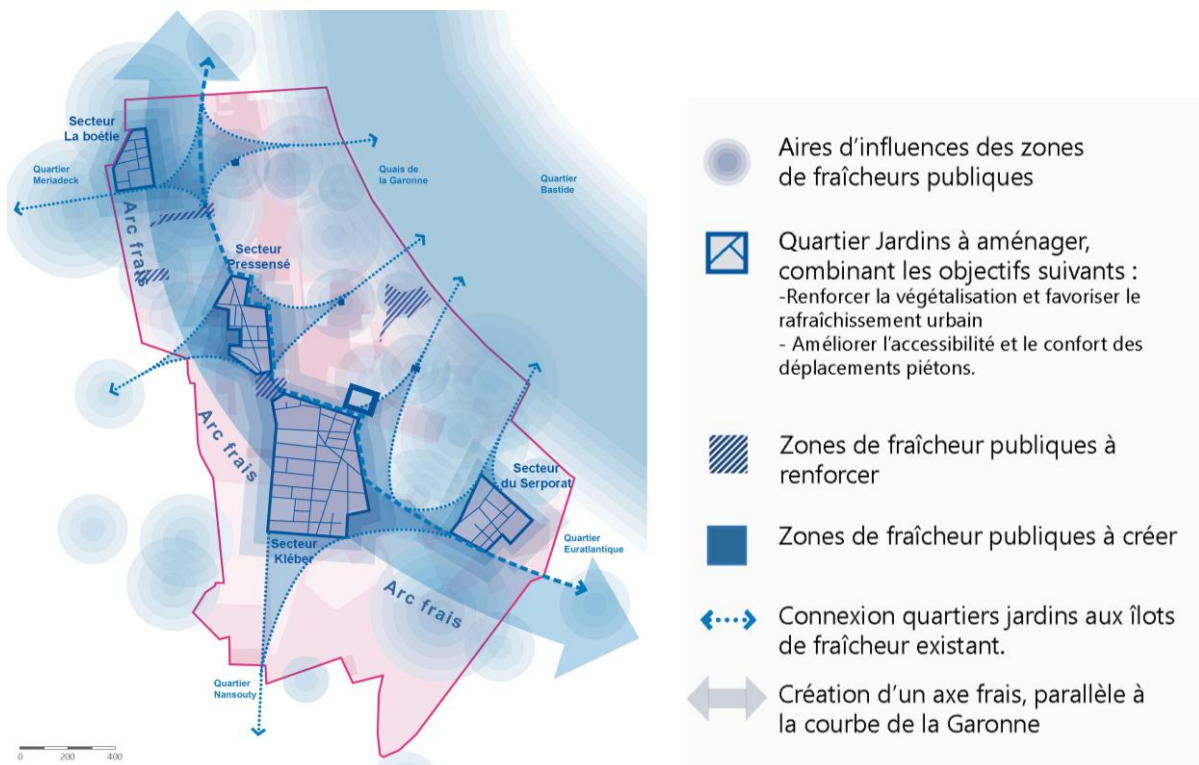 Secteur
La boétie
Quartier
Meriadeck
Quais de
la Garonne
Quartier
Bastide
Arc frais
Secteur
Pressensé
Arc frais
Secteur
du Serporat
Secteur
Kléber
Quartier
Euratlantique
Arc frais
Quartier
Nansouty
0 200 400
Aires d'influences des zones
de fraîcheurs publiques
Quartier Jardins à aménager,
combinant les objectifs suivants :
-Renforcer la végétalisation et favoriser le
rafraîchissement urbain
- Améliorer l'accessibilité et le confort des
déplacements piétons.
Zones de fraîcheur publiques à
renforcer
Zones de fraîcheur publiques à créer
Connexion quartiers jardins aux îlots
de fraîcheur existant.
Création d'un axe frais, parallèle à
la courbe de la Garonne